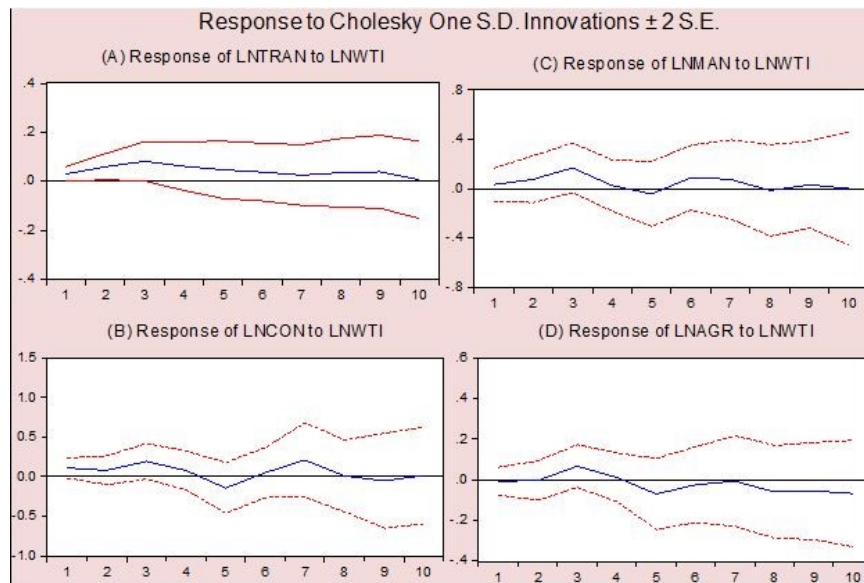 Response to Cholesky One S.D. Innovations ± 2 S.E.
(A) Response of LNTRAN to LNWTI
.4
.2
.0
-.2
-.4
1 2 3 4 5 6 7 8 9 10
(C) Response of LNMAN to LNWTI
.8
.4
.0
-.4
-.8
1 2 3 4 5 6 7 8 9 10
(B) Response of LNCON to LNWTI
1.5
1.0
0.5
0.0
-0.5
-1.0
1 2 3 4 5 6 7 8 9 10
(D) Response of LNAGR to LNWTI
.6
.4
.2
.0
-.2
-.4
1 2 3 4 5 6 7 8 9 10